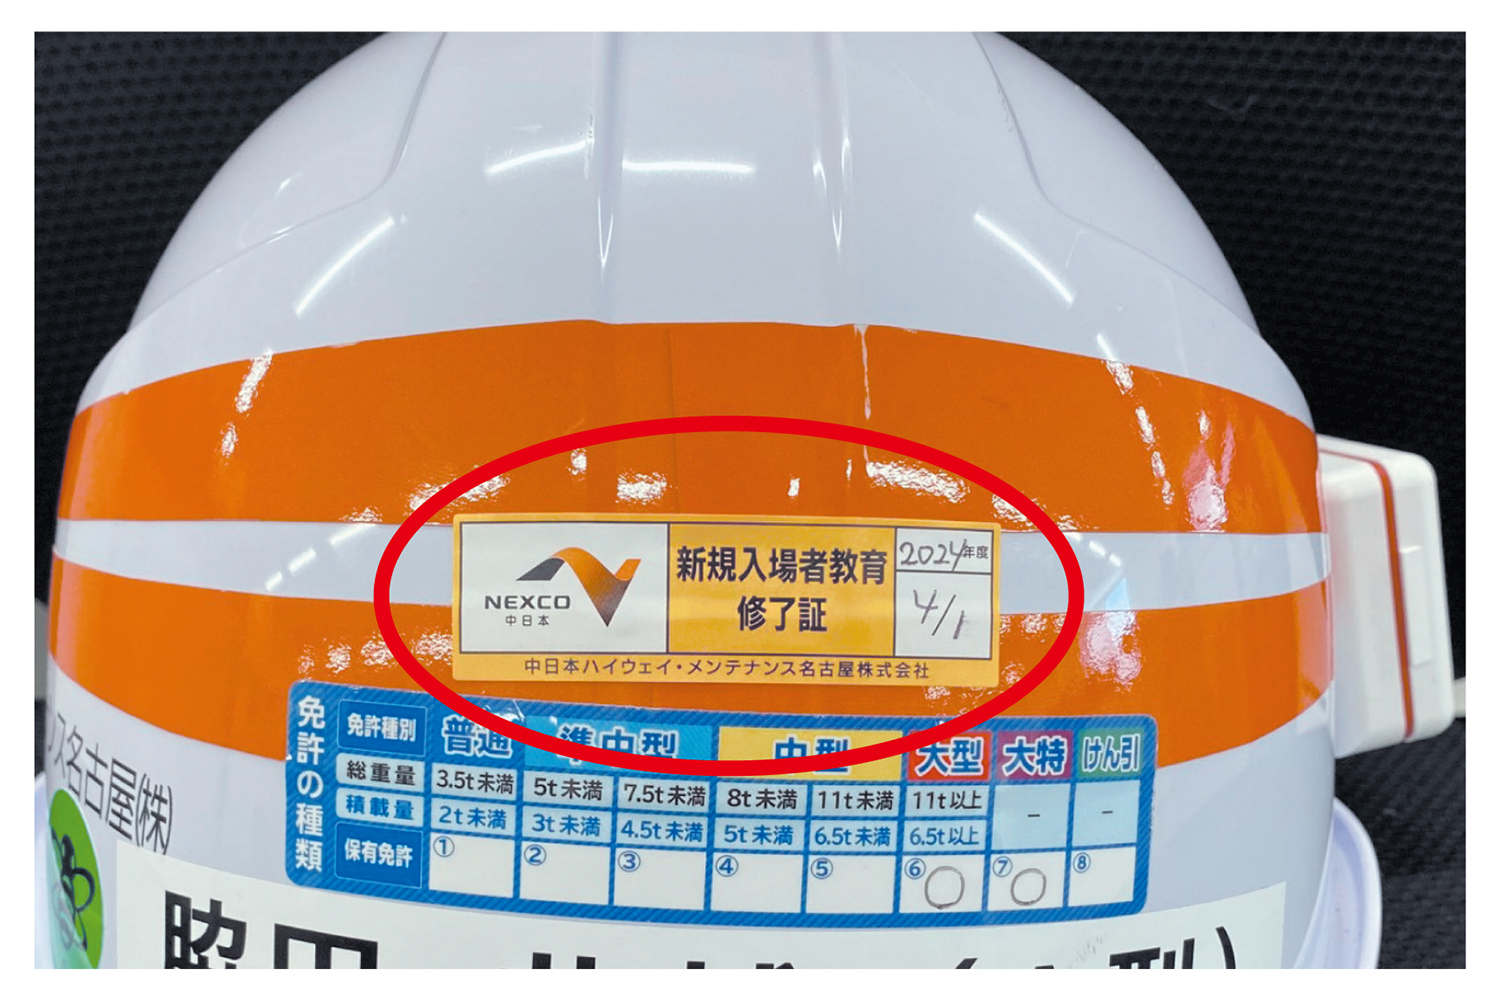 NEXCO
中日本
新規入場者教育
修了証
2024年度
4/1
中日本ハイウェイ・メンテナンス名古屋株式会社
免許の種類
免許種別 普通 準中型 中型 大型 大特 けん引
総重量 3.5t未満 5t未満 7.5t未満 8t未満 11t未満 11t以上 － －
積載量 2t未満 3t未満 4.5t未満 5t未満 6.5t未満 6.5t以上
保有免許 ① ② ③ ④ ⑤ ⑥ ○ ⑦ ○ ⑧
ス名古屋(株)